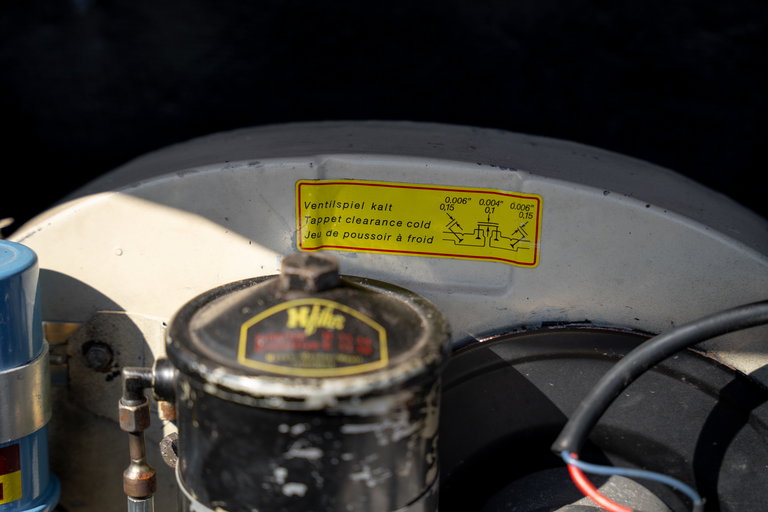 Ventilspiel kalt
Tappet clearance cold
Jeu de poussoir à froid
0.006" 0.004" 0.006"
0,15 0,1 0,15